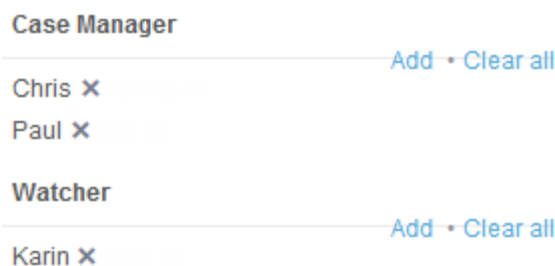 Case Manager
Add • Clear all
Chris ✕
Paul ✕
Watcher
Add • Clear all
Karin ✕